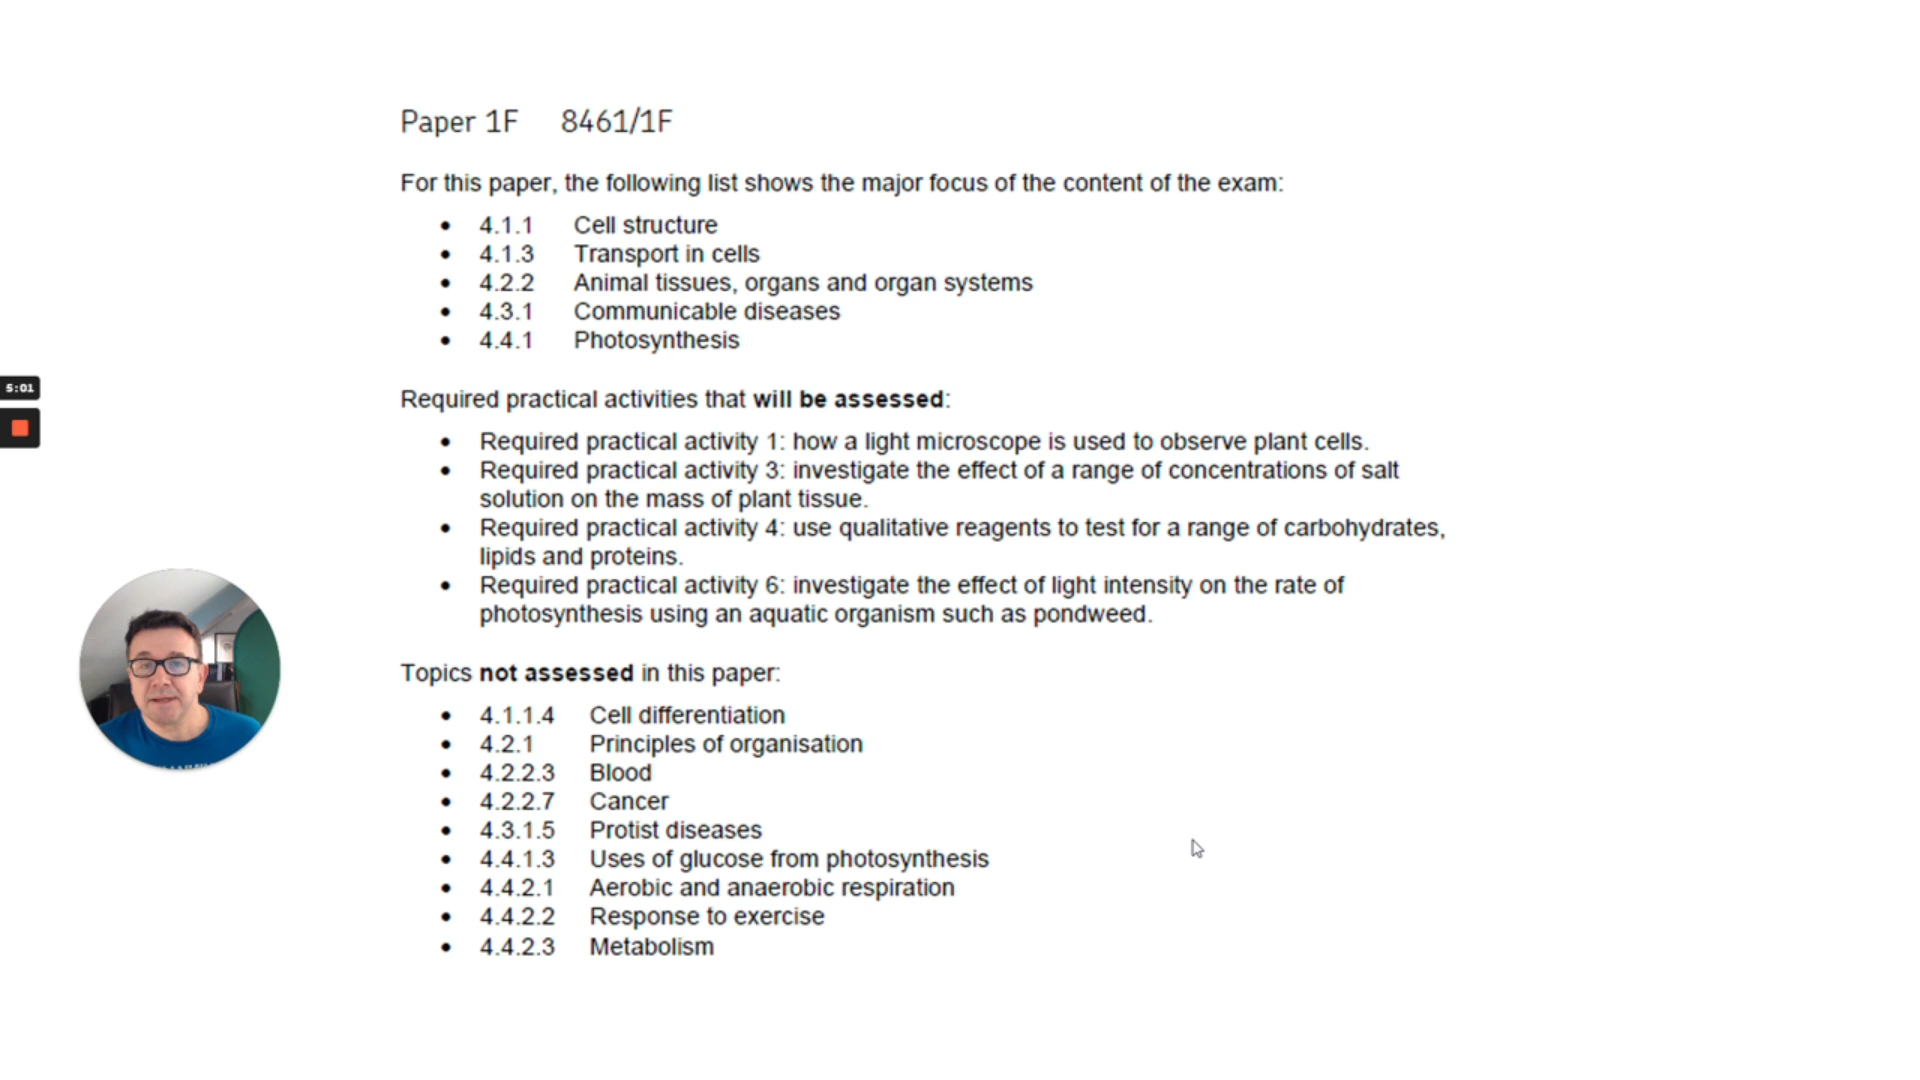 Paper 1F 8461/1F
For this paper, the following list shows the major focus of the content of the exam:
• 4.1.1 Cell structure
• 4.1.3 Transport in cells
• 4.2.2 Animal tissues, organs and organ systems
• 4.3.1 Communicable diseases
• 4.4.1 Photosynthesis
5:01
Required practical activities that will be assessed:
• Required practical activity 1: how a light microscope is used to observe plant cells.
• Required practical activity 3: investigate the effect of a range of concentrations of salt
solution on the mass of plant tissue.
• Required practical activity 4: use qualitative reagents to test for a range of carbohydrates,
lipids and proteins.
• Required practical activity 6: investigate the effect of light intensity on the rate of
photosynthesis using an aquatic organism such as pondweed.
Topics not assessed in this paper:
• 4.1.1.4 Cell differentiation
• 4.2.1 Principles of organisation
• 4.2.2.3 Blood
• 4.2.2.7 Cancer
• 4.3.1.5 Protist diseases
• 4.4.1.3 Uses of glucose from photosynthesis
• 4.4.2.1 Aerobic and anaerobic respiration
• 4.4.2.2 Response to exercise
• 4.4.2.3 Metabolism